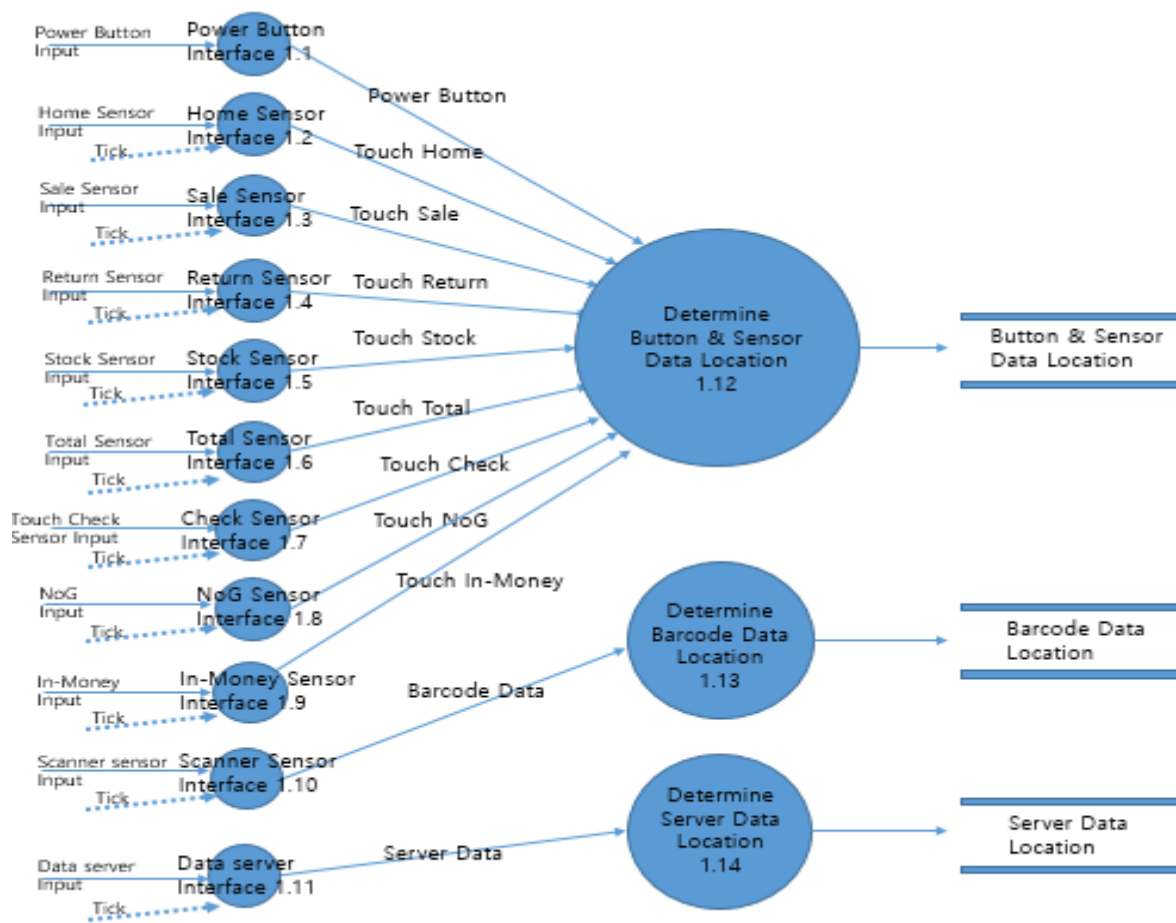 Power Button
Input
Power Button
Interface 1.1
Power Button
Home Sensor
Input
Tick
Home Sensor
Interface 1.2
Touch Home
Sale Sensor
Input
Tick
Sale Sensor
Interface 1.3
Touch Sale
Return Sensor
Input
Tick
Return Sensor
Interface 1.4
Touch Return
Stock Sensor
Input
Tick
Stock Sensor
Interface 1.5
Touch Stock
Total Sensor
Input
Tick
Total Sensor
Interface 1.6
Touch Total
Touch Check
Sensor Input
Tick
Check Sensor
Interface 1.7
Touch Check
NoG
Input
Tick
NoG Sensor
Interface 1.8
Touch NoG
In-Money
Input
Tick
In-Money Sensor
Interface 1.9
Touch In-Money
Scanner sensor
Input
Tick
Scanner Sensor
Interface 1.10
Barcode Data
Data server
Input
Tick
Data server
Interface 1.11
Server Data
Determine
Button & Sensor
Data Location
1.12
Button & Sensor
Data Location
Determine
Barcode Data
Location
1.13
Barcode Data
Location
Determine
Server Data
Location
1.14
Server Data
Location